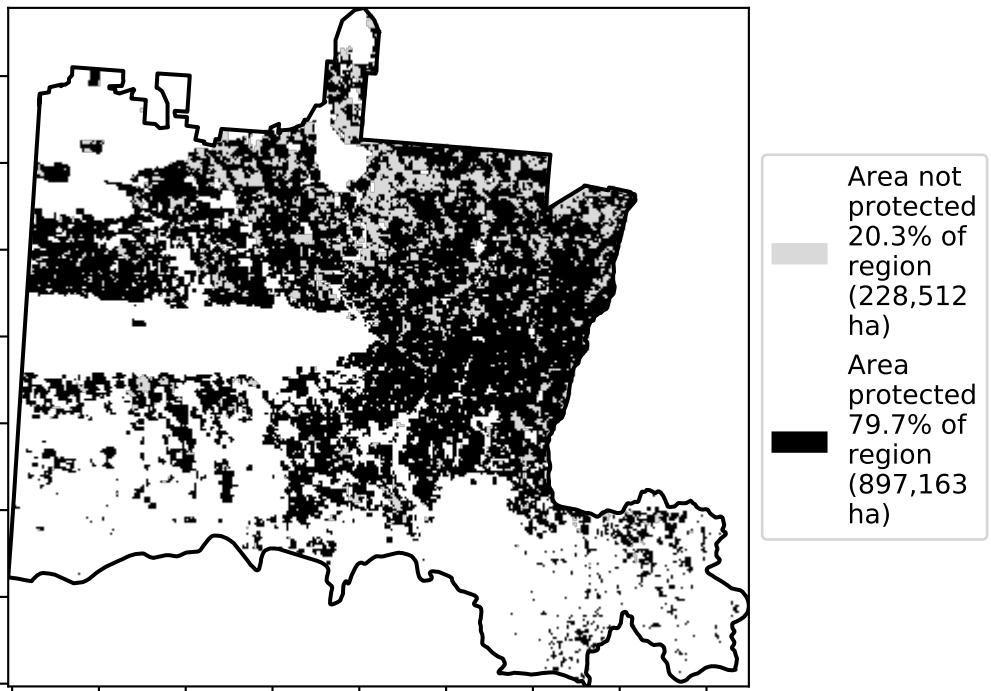 Area not
protected
20.3% of
region
(228,512
ha)
Area
protected
79.7% of
region
(897,163
ha)